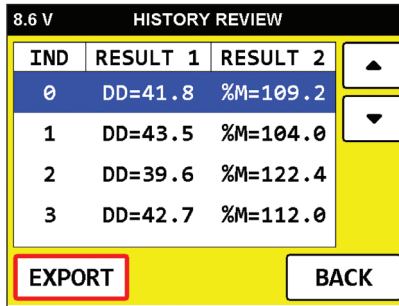 8.6 V HISTORY REVIEW
IND RESULT 1 RESULT 2
0 DD=41.8 %M=109.2
1 DD=43.5 %M=104.0
2 DD=39.6 %M=122.4
3 DD=42.7 %M=112.0
EXPORT BACK